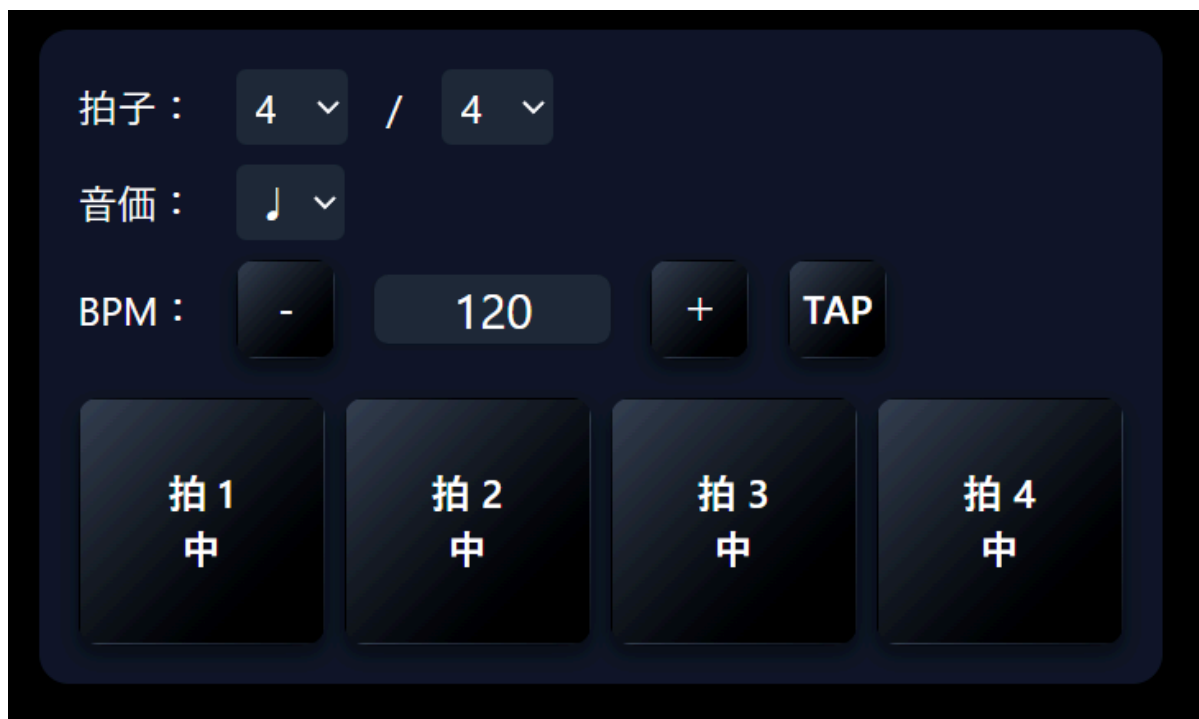 拍子： 4 / 4
音価： ♩
BPM： - 120 + TAP
拍 1 拍 2 拍 3 拍 4
中 中 中 中